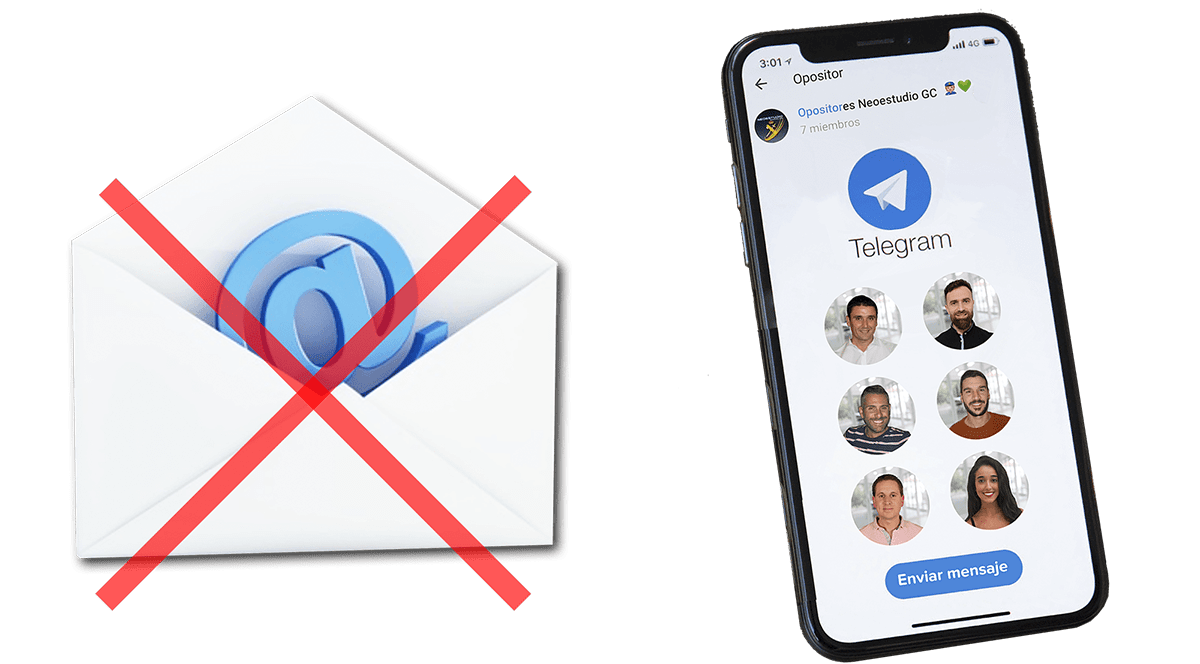 @
3:01 4G
Opositor
Opositores Neoestudio GC
7 miembros
Telegram
Enviar mensaje